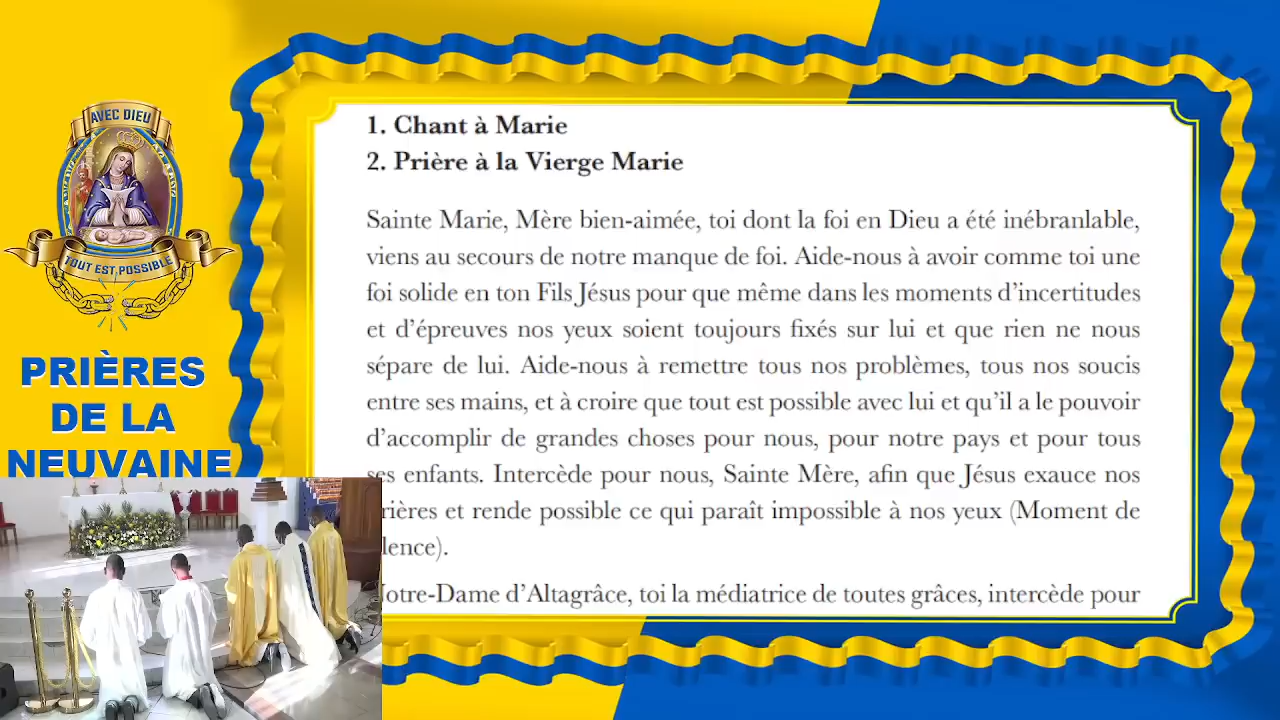 AVEC DIEU
TOUT EST POSSIBLE
PRIÈRES
DE LA
NEUVAINE
1. Chant à Marie
2. Prière à la Vierge Marie
Sainte Marie, Mère bien-aimée, toi dont la foi en Dieu a été inébranlable,
viens au secours de notre manque de foi. Aide-nous à avoir comme toi une
foi solide en ton Fils Jésus pour que même dans les moments d’incertitudes
et d’épreuves nos yeux soient toujours fixés sur lui et que rien ne nous
sépare de lui. Aide-nous à remettre tous nos problèmes, tous nos soucis
entre ses mains, et à croire que tout est possible avec lui et qu’il a le pouvoir
d’accomplir de grandes choses pour nous, pour notre pays et pour tous
ses enfants. Intercède pour nous, Sainte Mère, afin que Jésus exauce nos
rières et rende possible ce qui paraît impossible à nos yeux (Moment de
lence).
Notre-Dame d’Altagrâce, toi la médiatrice de toutes grâces, intercède pour